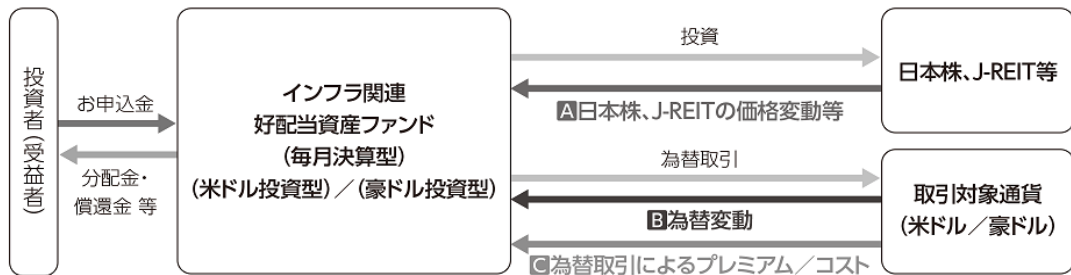 投資者(受益者)
お申込金
分配金・
償還金 等
インフラ関連
好配当資産ファンド
(毎月決算型)
(米ドル投資型)/(豪ドル投資型)
投資
A日本株、J-REITの価格変動等
為替取引
B為替変動
C為替取引によるプレミアム/コスト
日本株、J-REIT等
取引対象通貨
(米ドル/豪ドル)